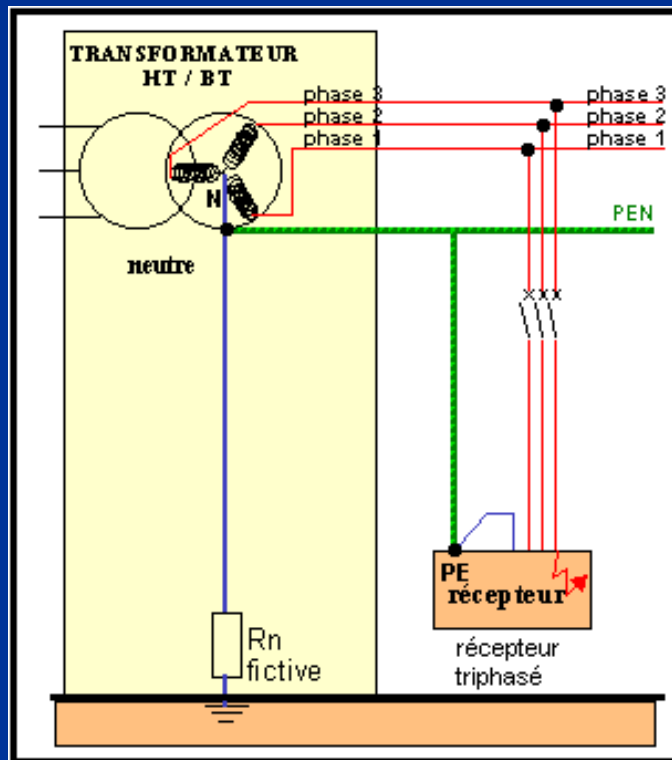 TRANSFORMATEUR
HT / BT
phase 3 phase 3
phase 2 phase 2
phase 1 phase 1
N
PEN
neutre
PE
récepteur
Rn
fictive
récepteur
triphasé